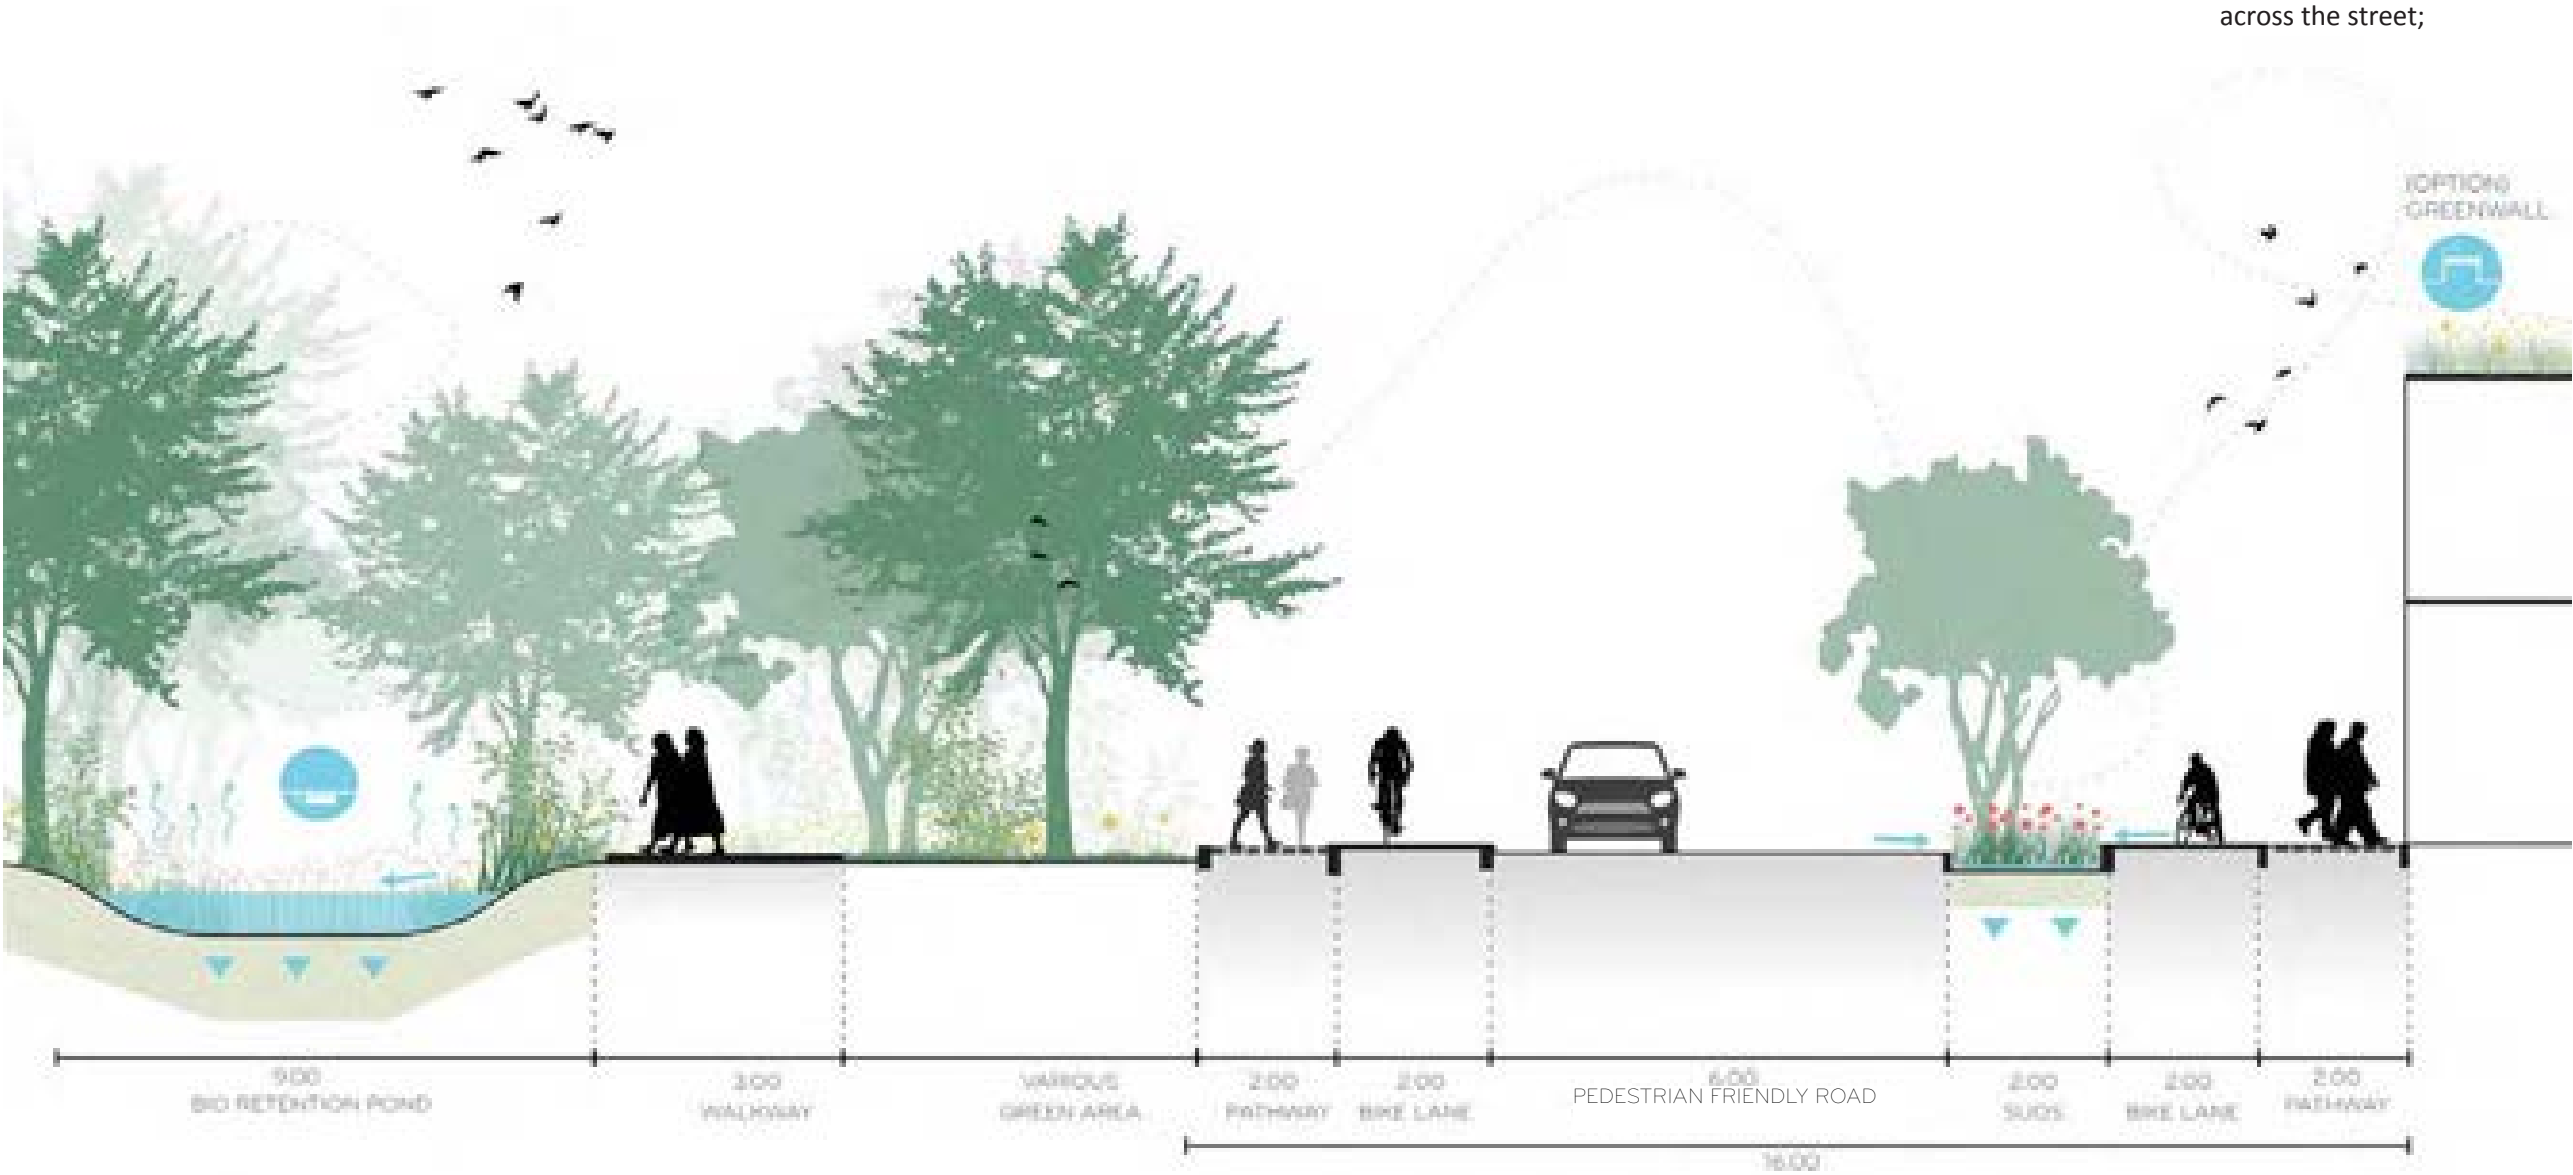 across the street;
(OPTION)
GREENWALL
9.00
BIO RETENTION POND
3.00
WALKWAY
VARIOUS
GREEN AREA
2.00
PATHWAY
2.00
BIKE LANE
6.00
PEDESTRIAN FRIENDLY ROAD
2.00
SUDS
2.00
BIKE LANE
2.00
PATHWAY
16.00